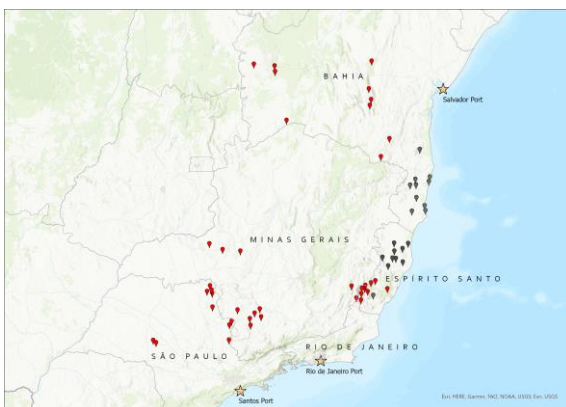 BAHIA
Salvador Port
MINAS GERAIS
ESPÍRITO SANTO
RIO DE JANEIRO
SÃO PAULO
Rio de Janeiro Port
Santos Port
Esri, HERE, Garmin, FAO, NOAA, USGS; Esri, USGS